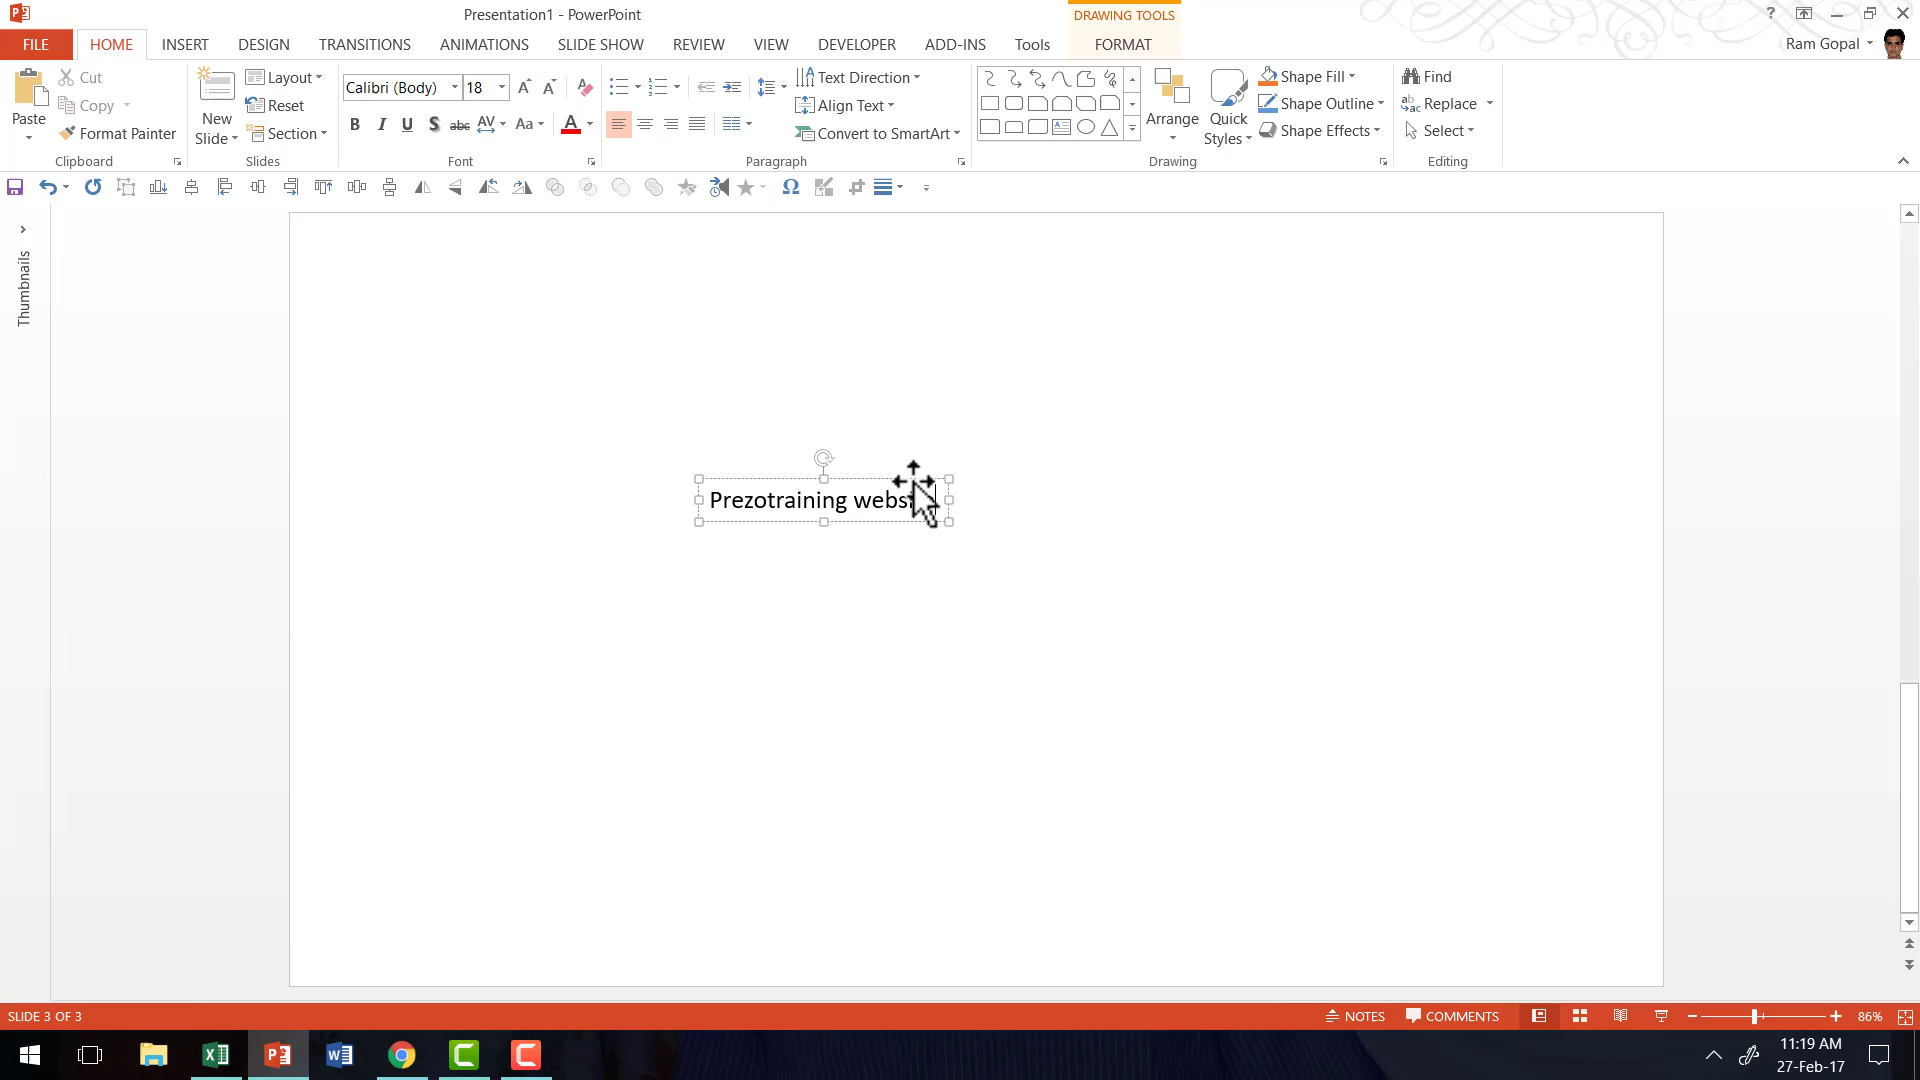 Presentation1 - PowerPoint
DRAWING TOOLS
?
FILE
HOME
INSERT
DESIGN
TRANSITIONS
ANIMATIONS
SLIDE SHOW
REVIEW
VIEW
DEVELOPER
ADD-INS
Tools
FORMAT
Ram Gopal
Paste
Cut
Copy
Format Painter
Clipboard
New
Slide
Layout
Reset
Section
Slides
Calibri (Body)
18
B I U S abc AV Aa A
Font
Text Direction
Align Text
Convert to SmartArt
Paragraph
Arrange
Quick
Styles
Shape Fill
Shape Outline
Shape Effects
Drawing
Find
Replace
Select
Editing
Thumbnails
Prezotraining
SLIDE 3 OF 3
NOTES
COMMENTS
86%
11:19 AM
27-Feb-17